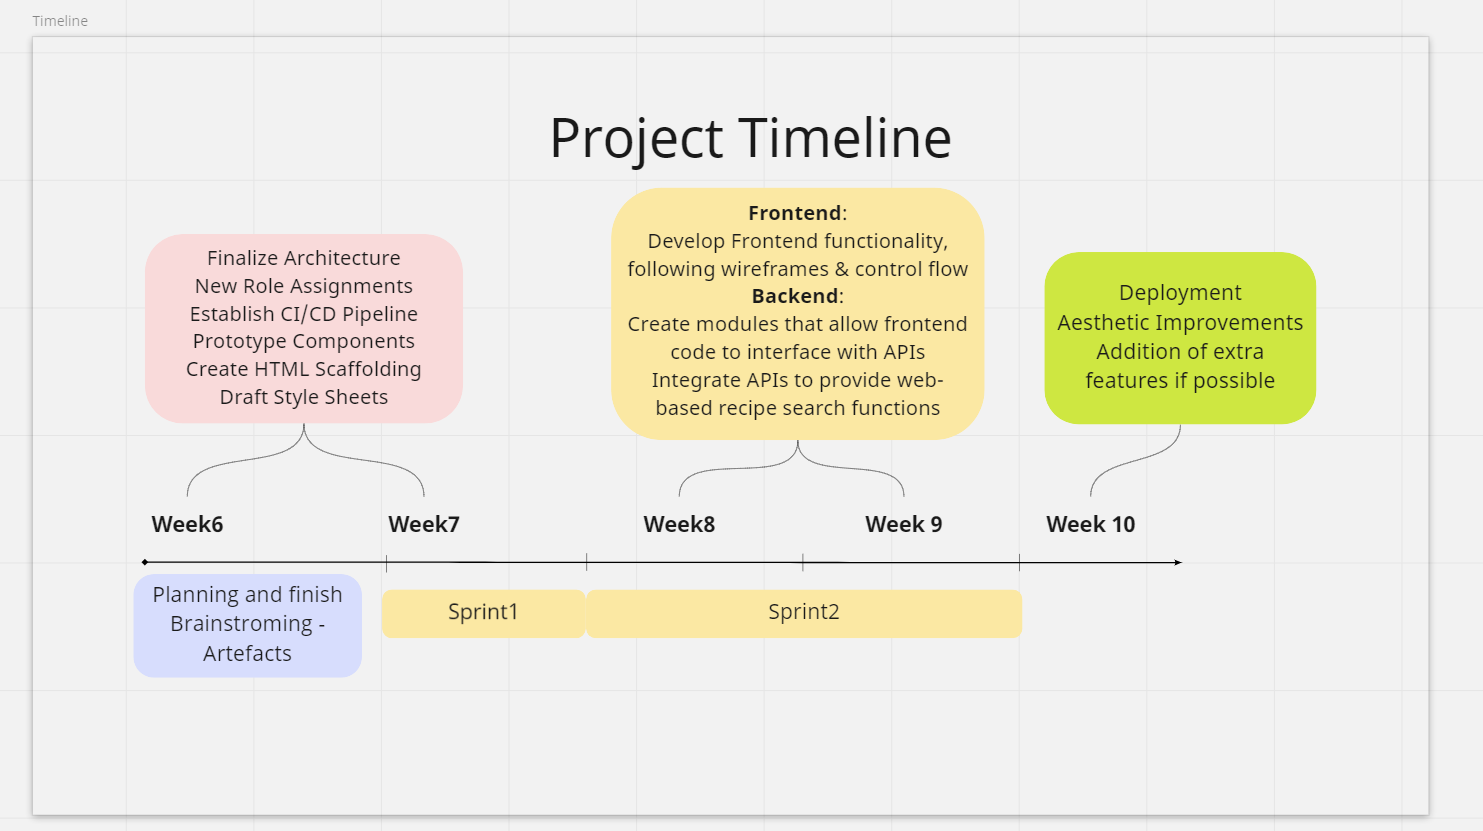 Timeline
Project Timeline
Finalize Architecture
New Role Assignments
Establish CI/CD Pipeline
Prototype Components
Create HTML Scaffolding
Draft Style Sheets
Frontend:
Develop Frontend functionality,
following wireframes & control flow
Backend:
Create modules that allow frontend
code to interface with APIs
Integrate APIs to provide web-
based recipe search functions
Deployment
Aesthetic Improvements
Addition of extra
features if possible
Week6
Week7
Week8
Week 9
Week 10
Planning and finish
Brainstroming -
Artefacts
Sprint1
Sprint2